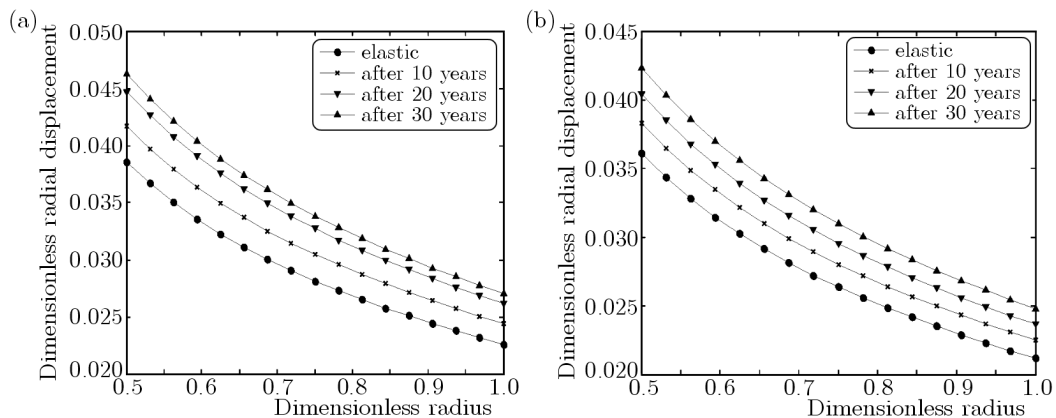 (a)
Dimensionless radial displacement
0.050
0.045
0.040
0.035
0.030
0.025
0.020
elastic
after 10 years
after 20 years
after 30 years
0.5 0.6 0.7 0.8 0.9 1.0
Dimensionless radius
(b)
Dimensionless radial displacement
0.045
0.040
0.035
0.030
0.025
0.020
elastic
after 10 years
after 20 years
after 30 years
0.5 0.6 0.7 0.8 0.9 1.0
Dimensionless radius